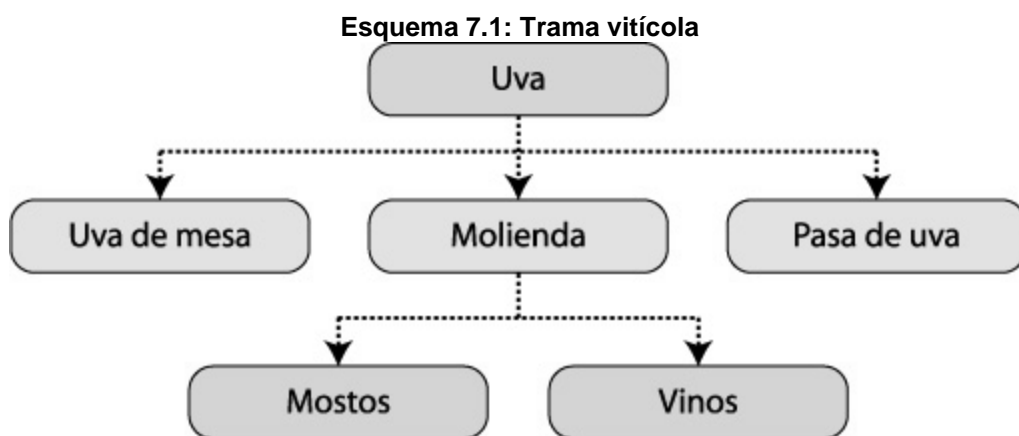 Esquema 7.1: Trama vitícola
Uva
Uva de mesa
Molienda
Pasa de uva
Mostos
Vinos